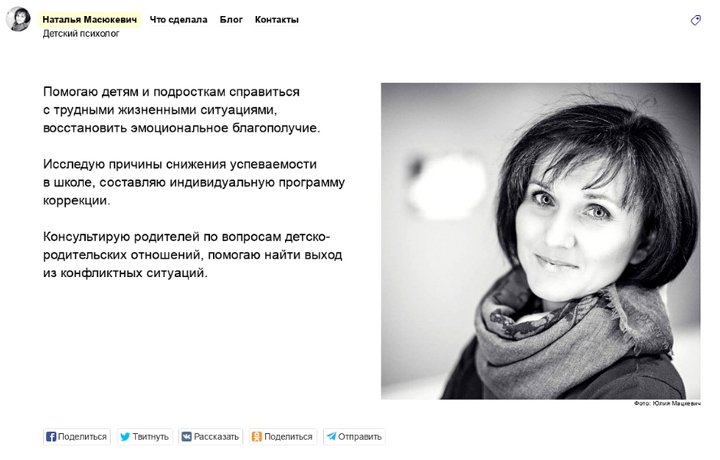 Наталья Масюкевич Что сделала Блог Контакты
Детский психолог
Помогаю детям и подросткам справиться
с трудными жизненными ситуациями,
восстановить эмоциональное благополучие.
Исследую причины снижения успеваемости
в школе, составляю индивидуальную программу
коррекции.
Консультирую родителей по вопросам детско-
родительских отношений, помогаю найти выход
из конфликтных ситуаций.
Фото: Юлия Мацкевич
Поделиться Твитнуть Рассказать Поделиться Отправить